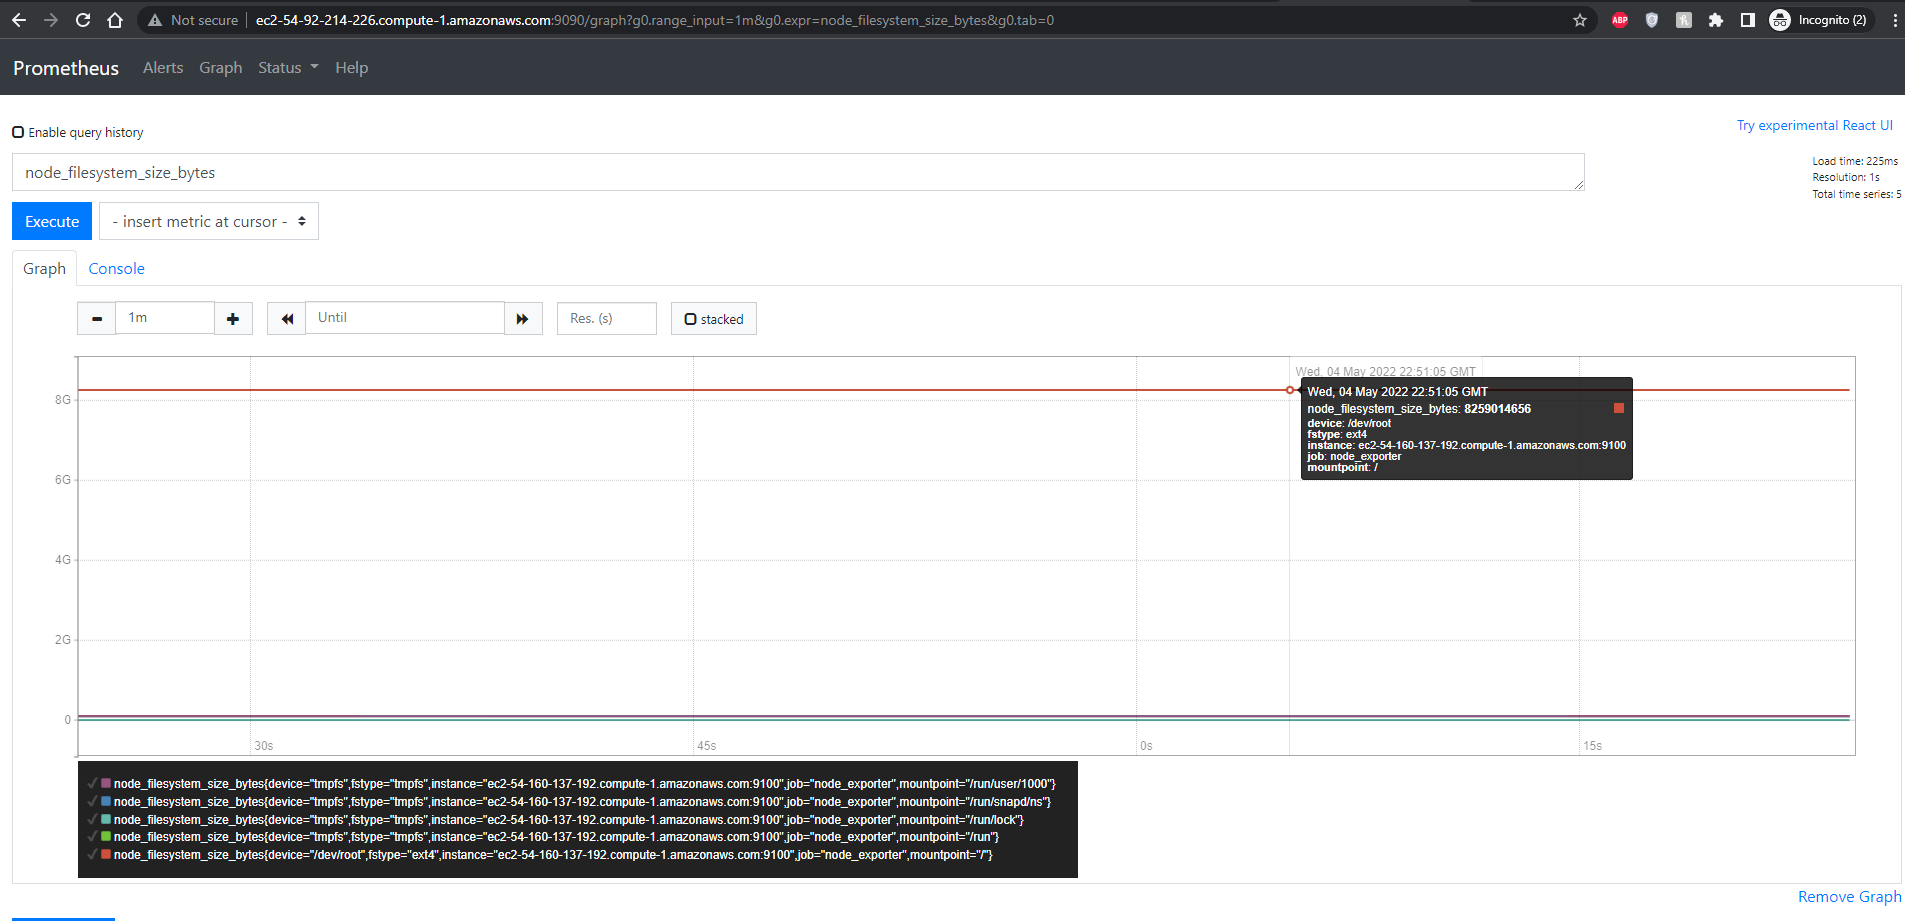 Not secure | ec2-54-92-214-226.compute-1.amazonaws.com:9090/graph?g0.range_input=1m&g0.expr=node_filesystem_size_bytes&g0.tab=0
ABP
Incognito (2)
Prometheus Alerts Graph Status Help
Enable query history
Try experimental React UI
node_filesystem_size_bytes
Load time: 225ms
Resolution: 1s
Total time series: 5
Execute
- insert metric at cursor -
Graph Console
1m
Until
Res. (s)
stacked
Wed, 04 May 2022 22:51:05 GMT
Wed, 04 May 2022 22:51:05 GMT
node_filesystem_size_bytes: 8259014656
device: /dev/root
fstype: ext4
instance: ec2-54-160-137-192.compute-1.amazonaws.com:9100
job: node_exporter
mountpoint: /
8G
6G
4G
2G
0
30s 45s 0s 15s
node_filesystem_size_bytes{device="tmpfs",fstype="tmpfs",instance="ec2-54-160-137-192.compute-1.amazonaws.com:9100",job="node_exporter",mountpoint="/run/user/1000"}
node_filesystem_size_bytes{device="tmpfs",fstype="tmpfs",instance="ec2-54-160-137-192.compute-1.amazonaws.com:9100",job="node_exporter",mountpoint="/run/snapd/ns"}
node_filesystem_size_bytes{device="tmpfs",fstype="tmpfs",instance="ec2-54-160-137-192.compute-1.amazonaws.com:9100",job="node_exporter",mountpoint="/run/lock"}
node_filesystem_size_bytes{device="tmpfs",fstype="tmpfs",instance="ec2-54-160-137-192.compute-1.amazonaws.com:9100",job="node_exporter",mountpoint="/run"}
node_filesystem_size_bytes{device="/dev/root",fstype="ext4",instance="ec2-54-160-137-192.compute-1.amazonaws.com:9100",job="node_exporter",mountpoint="/"}
Remove Graph